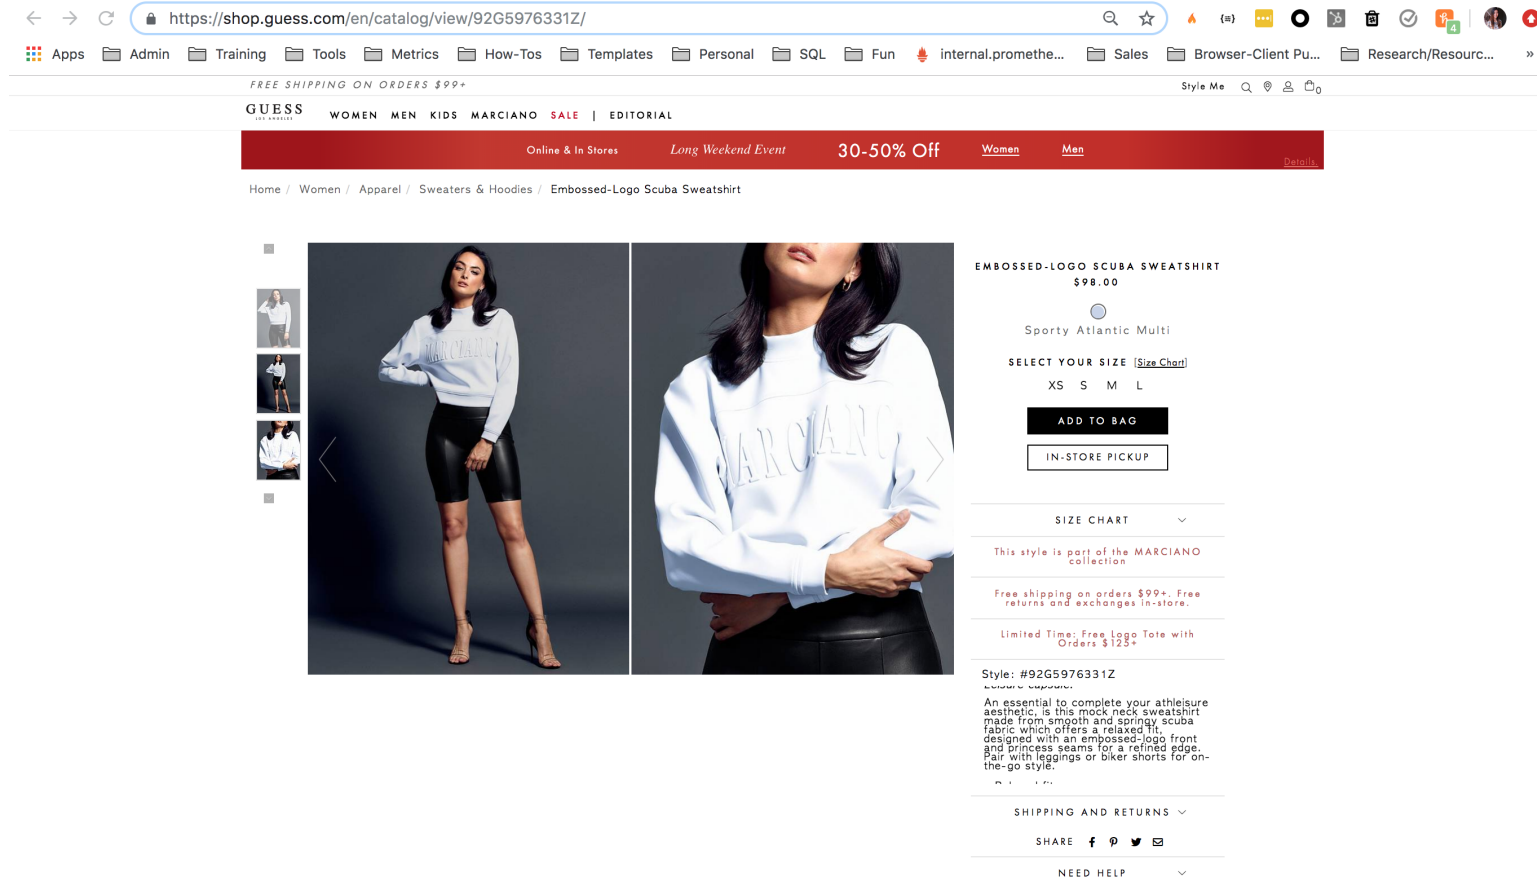 https://shop.guess.com/en/catalog/view/92G5976331Z/
4
Apps Admin Training Tools Metrics How-Tos Templates Personal SQL Fun internal.promethe... Sales Browser-Client Pu... Research/Resourc... »
FREE SHIPPING ON ORDERS $99+
Style Me 0
GUESS
LOS ANGELES
WOMEN MEN KIDS MARCIANO SALE | EDITORIAL
Online & In Stores Long Weekend Event 30-50% Off Women Men
Details.
Home / Women / Apparel / Sweaters & Hoodies / Embossed-Logo Scuba Sweatshirt
MARCIANO
MARCIANO
EMBOSSED-LOGO SCUBA SWEATSHIRT
$98.00
Sporty Atlantic Multi
SELECT YOUR SIZE [Size Chart]
XS S M L
ADD TO BAG
IN-STORE PICKUP
SIZE CHART
This style is part of the MARCIANO
collection
Free shipping on orders $99+. Free
returns and exchanges in-store.
Limited Time: Free Logo Tote with
Orders $125+
Style: #92G5976331Z
Leisure capsule.
An essential to complete your athleisure
aesthetic, is this mock neck sweatshirt
made from smooth and springy scuba
fabric which offers a relaxed fit,
designed with an embossed-logo front
and princess seams for a refined edge.
Pair with leggings or biker shorts for on-
the-go style.
SHIPPING AND RETURNS
SHARE
NEED HELP